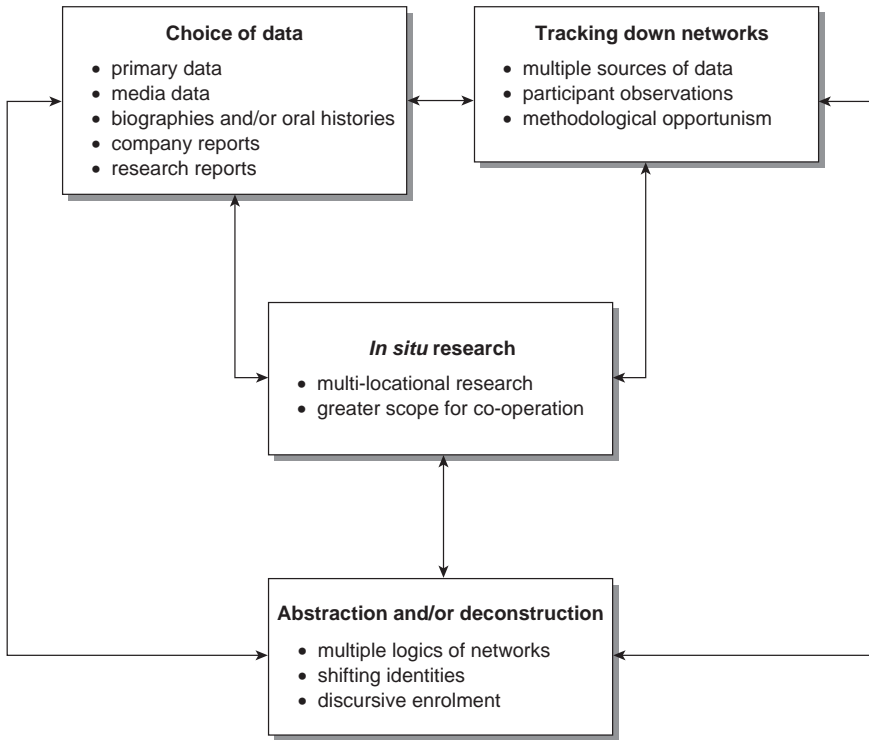 Choice of data
• primary data
• media data
• biographies and/or oral histories
• company reports
• research reports
Tracking down networks
• multiple sources of data
• participant observations
• methodological opportunism
In situ research
• multi-locational research
• greater scope for co-operation
Abstraction and/or deconstruction
• multiple logics of networks
• shifting identities
• discursive enrolment